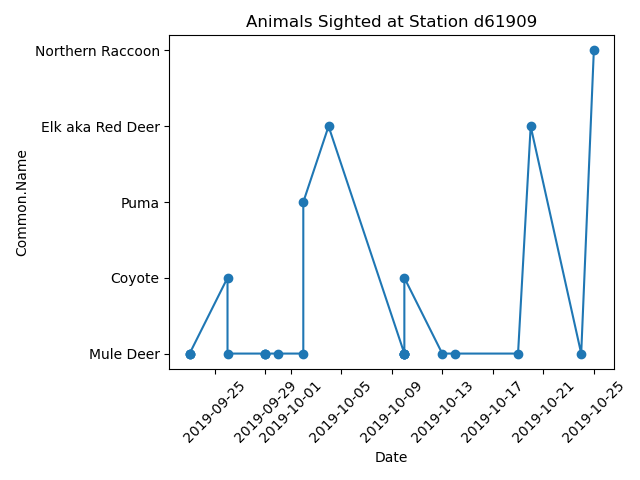 Animals Sighted at Station d61909
Northern Raccoon
Elk aka Red Deer
Puma
Coyote
Mule Deer
Common.Name
2019-09-25
2019-09-29
2019-10-01
2019-10-05
2019-10-09
2019-10-13
2019-10-17
2019-10-21
2019-10-25
Date